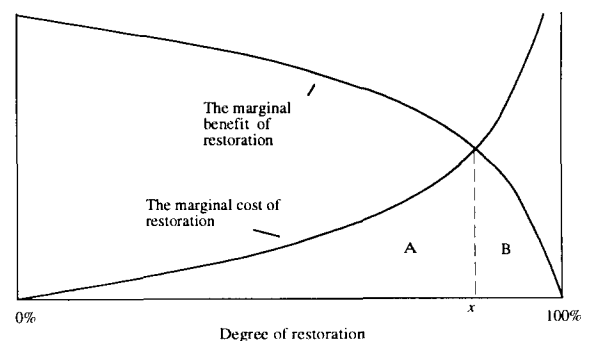 The marginal
benefit of
restoration
The marginal cost of
restoration
A
B
0%
x
100%
Degree of restoration